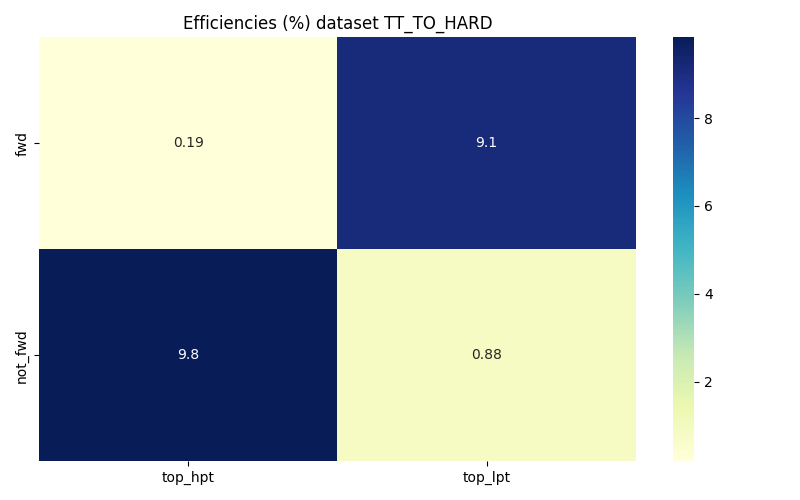 Efficiencies (%) dataset TT_TO_HARD
fwd
0.19
9.1
not_fwd
9.8
0.88
top_hpt
top_lpt
8
6
4
2